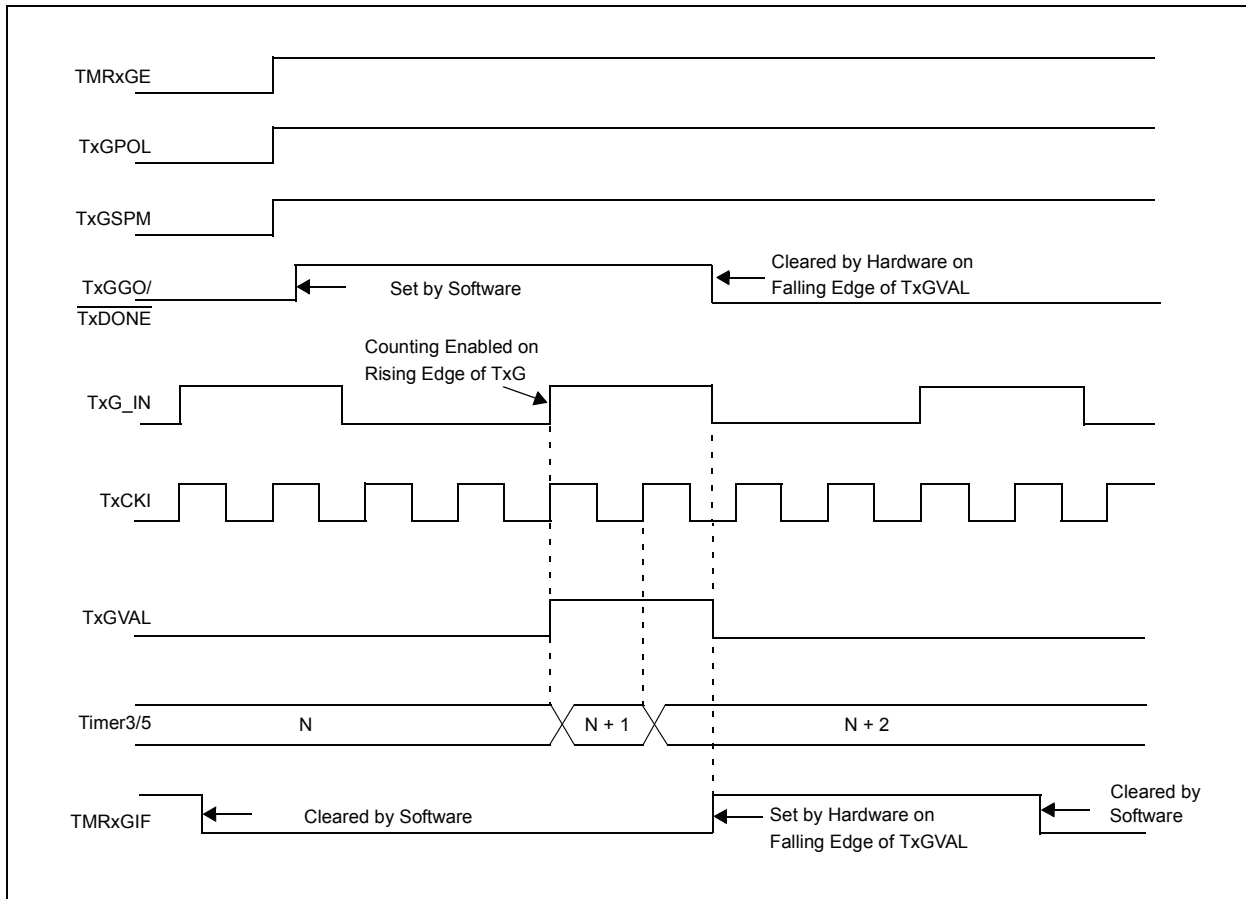 TMRxGE
TxGPOL
TxGSPM
TxGGO/
TxDONE
Set by Software
Cleared by Hardware on
Falling Edge of TxGVAL
Counting Enabled on
Rising Edge of TxG
TxG_IN
TxCKI
TxGVAL
Timer3/5
N
N + 1
N + 2
TMRxGIF
Cleared by Software
Set by Hardware on
Falling Edge of TxGVAL
Cleared by
Software